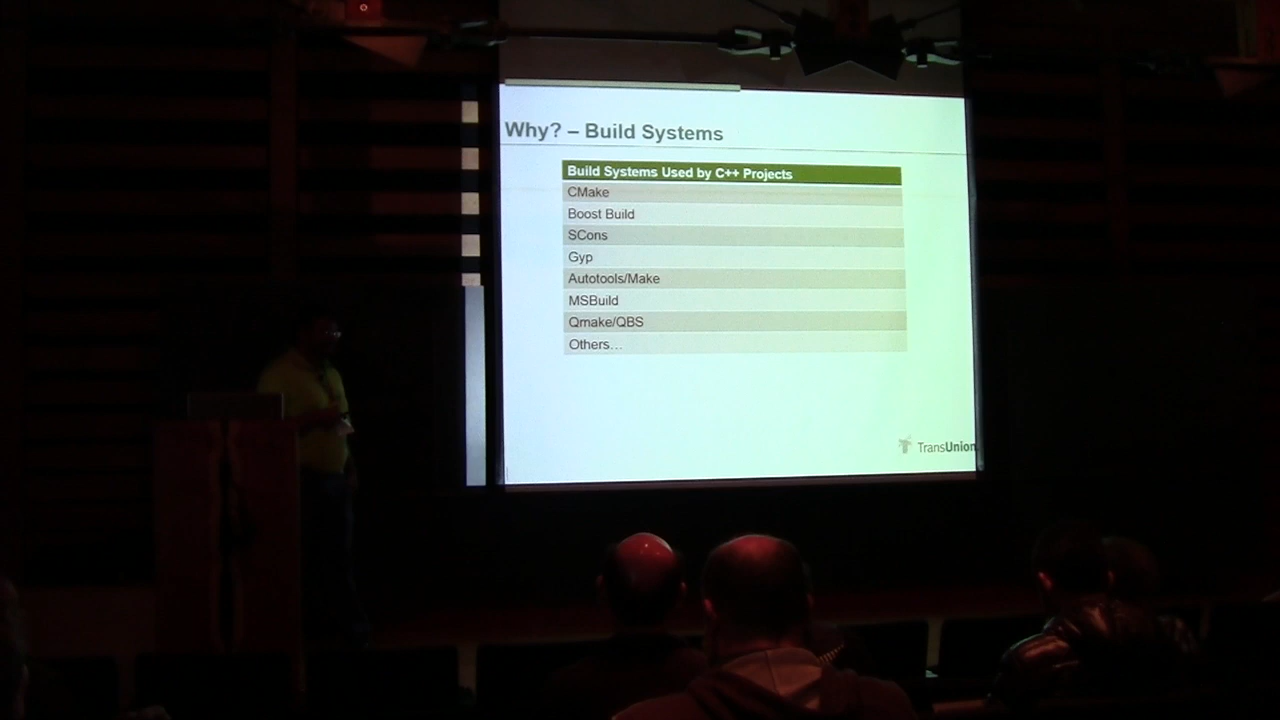 Why? – Build Systems
Build Systems Used by C++ Projects
CMake
Boost Build
SCons
Gyp
Autotools/Make
MSBuild
Qmake/QBS
Others…
TransUnion